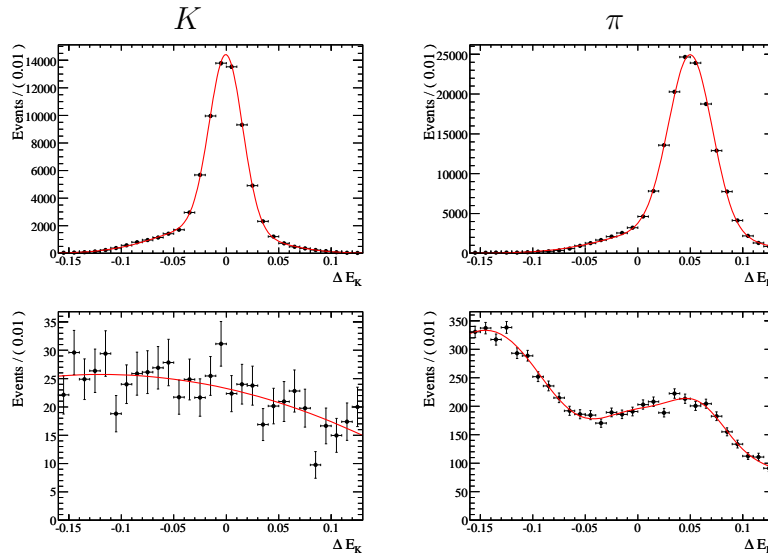 K π
Events / ( 0.01 )
14000
12000
10000
8000
6000
4000
2000
0
-0.15 -0.1 -0.05 0 0.05 0.1
Δ E_K
Events / ( 0.01 )
25000
20000
15000
10000
5000
0
-0.15 -0.1 -0.05 0 0.05 0.1
Δ E
Events / ( 0.01 )
35
30
25
20
15
10
5
0
-0.15 -0.1 -0.05 0 0.05 0.1
Δ E_K
Events / ( 0.01 )
350
300
250
200
150
100
50
0
-0.15 -0.1 -0.05 0 0.05 0.1
Δ E